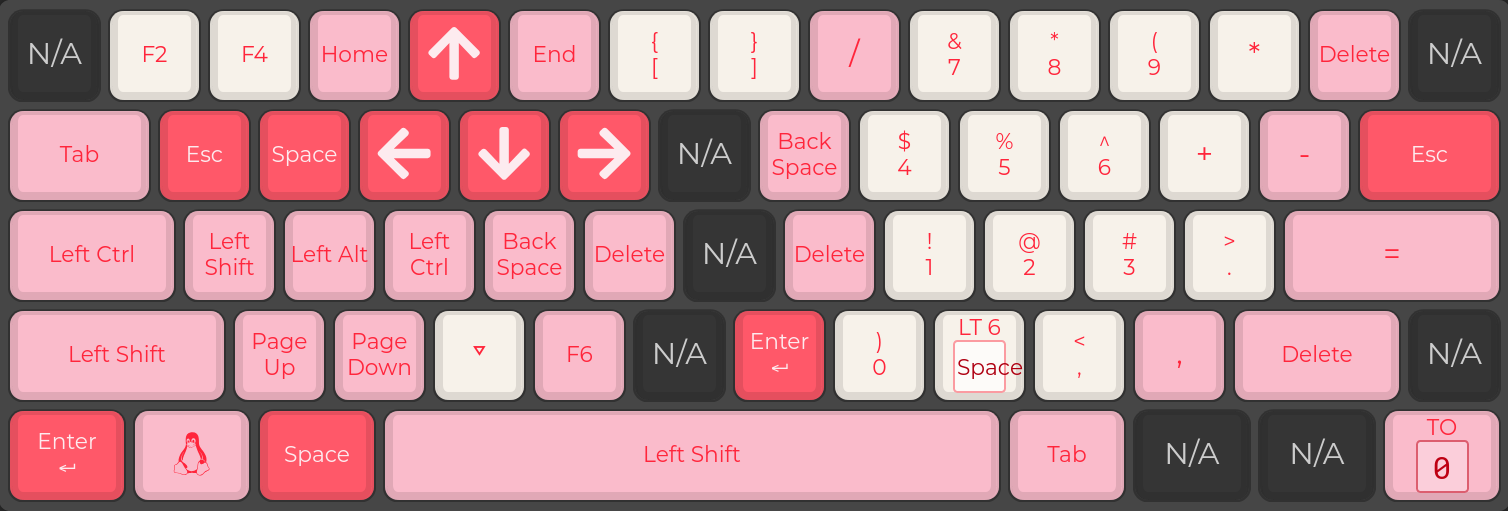 N/A F2 F4 Home End { [ } ] / & 7 * 8 ( 9 * Delete N/A
Tab Esc Space N/A Back Space $ 4 % 5 ^ 6 + - Esc
Left Ctrl Left Shift Left Alt Left Ctrl Back Space Delete N/A Delete ! 1 @ 2 # 3 > . =
Left Shift Page Up Page Down ▽ F6 N/A Enter ) 0 LT 6 Space < , , Delete N/A
Enter Space Left Shift Tab N/A N/A TO 0